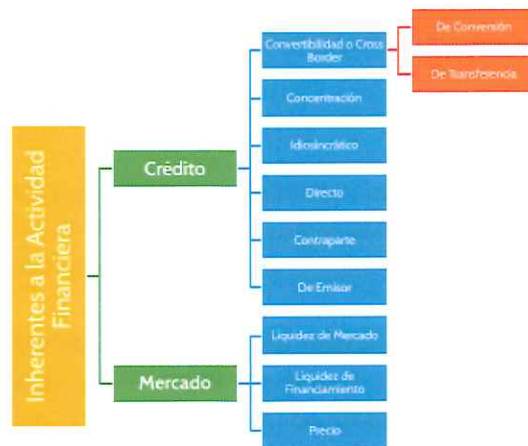 Inherentes a la Actividad
Financiera
Crédito
Convertibilidad o Cross
Border
De Conversión
De Transferencia
Concentración
Idiosincrático
Directo
Contraparte
De Emisor
Mercado
Liquidez de Mercado
Liquidez de
Financiamiento
Precio